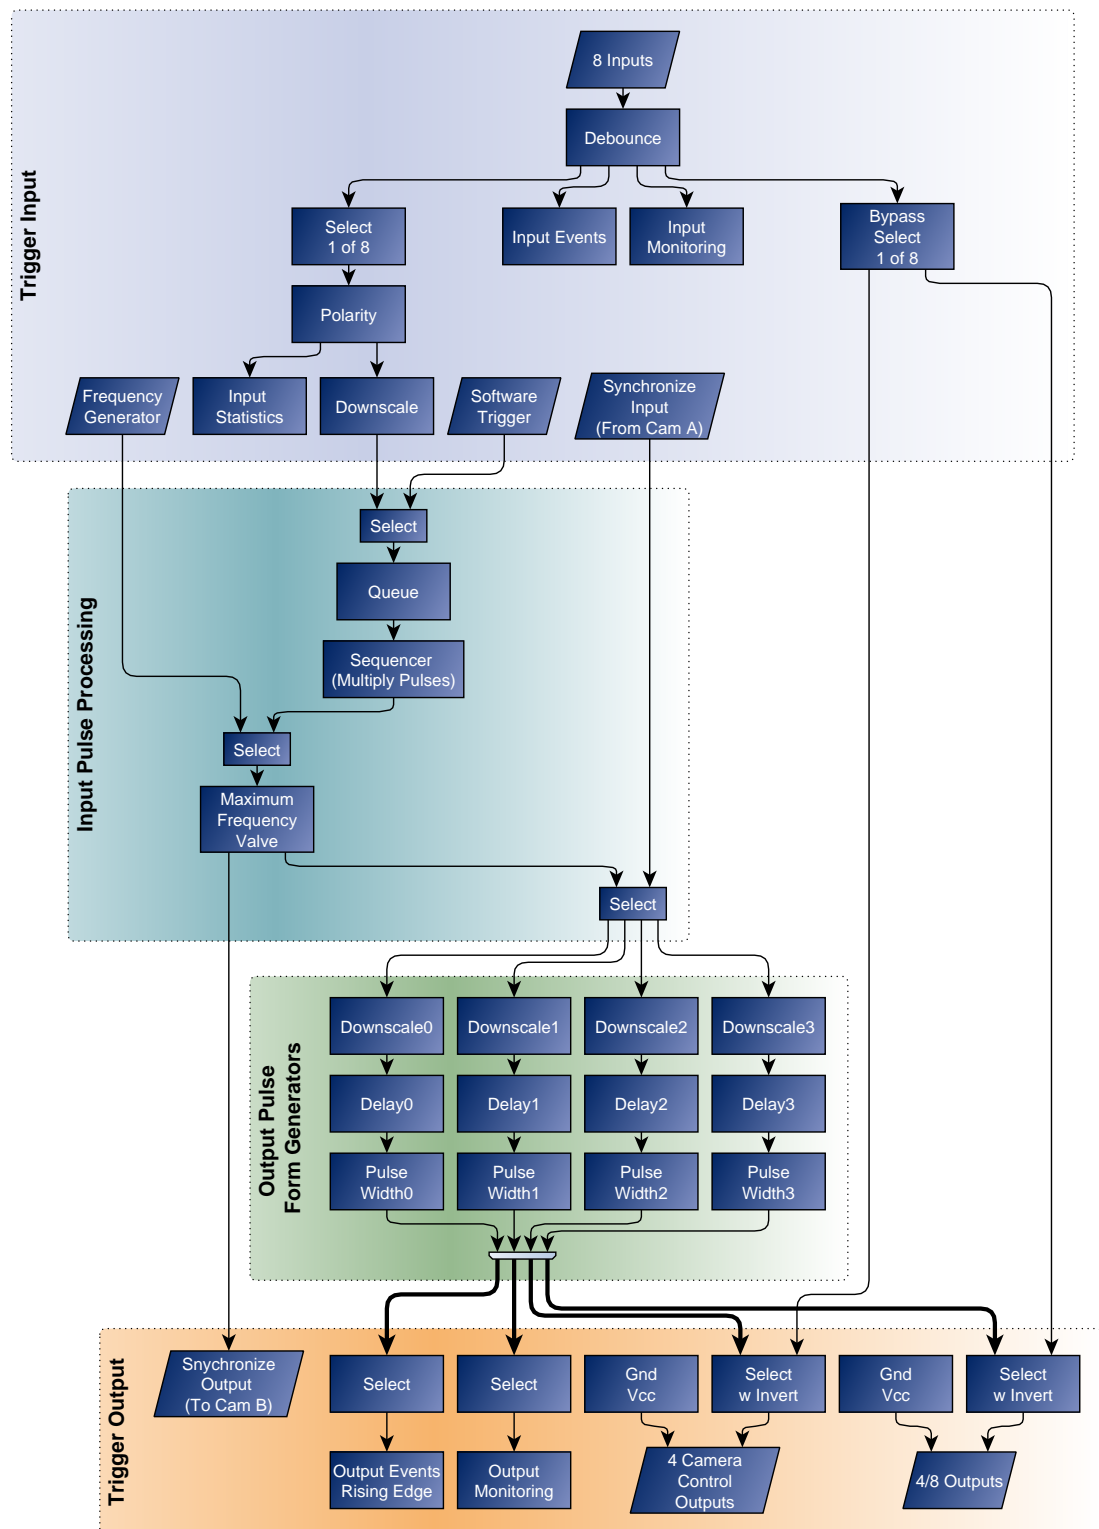 Trigger Input
8 Inputs
Debounce
Select
1 of 8
Input Events
Input
Monitoring
Bypass
Select
1 of 8
Polarity
Frequency
Generator
Input
Statistics
Downscale
Software
Trigger
Synchronize
Input
(From Cam A)
Input Pulse Processing
Select
Queue
Sequencer
(Multiply Pulses)
Select
Maximum
Frequency
Valve
Select
Output Pulse
Form Generators
Downscale0
Downscale1
Downscale2
Downscale3
Delay0
Delay1
Delay2
Delay3
Pulse
Width0
Pulse
Width1
Pulse
Width2
Pulse
Width3
Trigger Output
Snychronize
Output
(To Cam B)
Select
Select
Gnd
Vcc
Select
w Invert
Gnd
Vcc
Select
w Invert
Output Events
Rising Edge
Output
Monitoring
4 Camera
Control
Outputs
4/8 Outputs